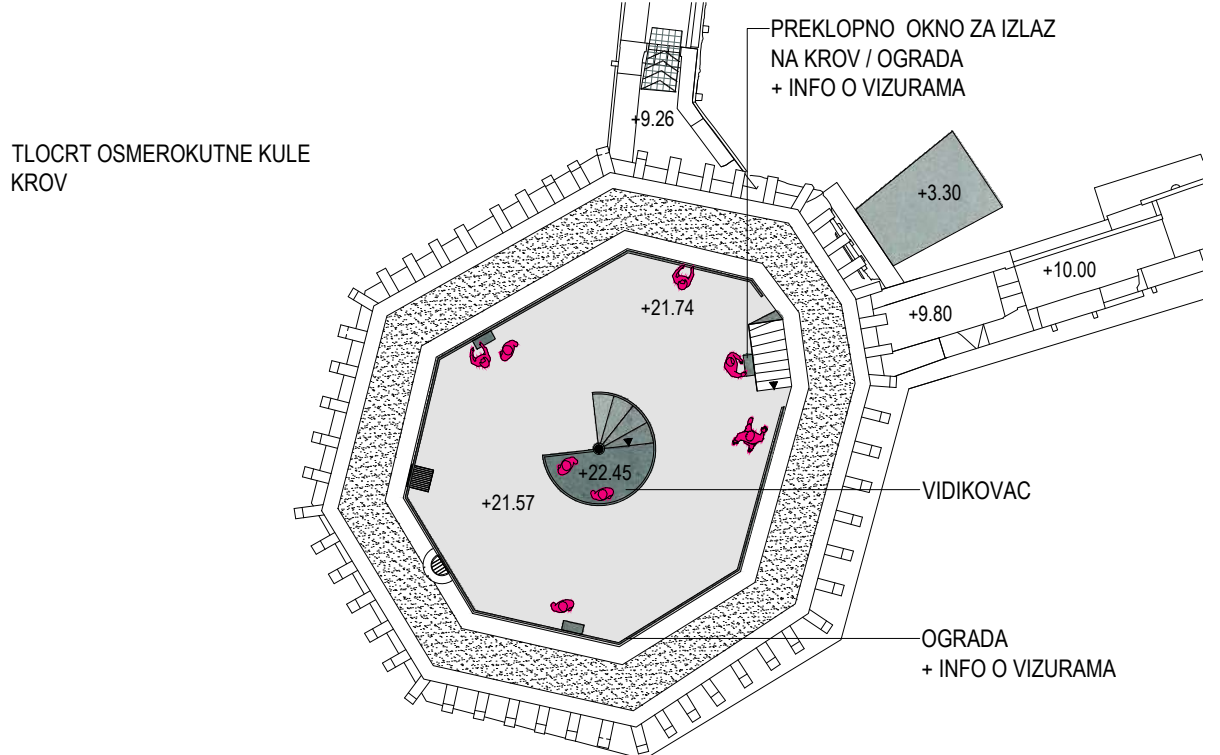 PREKLOPNO OKNO ZA IZLAZ
NA KROV / OGRADA
+ INFO O VIZURAMA
+9.26
TLOCRT OSMEROKUTNE KULE
KROV
+3.30
+10.00
+9.80
+21.74
+22.45
+21.57
VIDIKOVAC
OGRADA
+ INFO O VIZURAMA